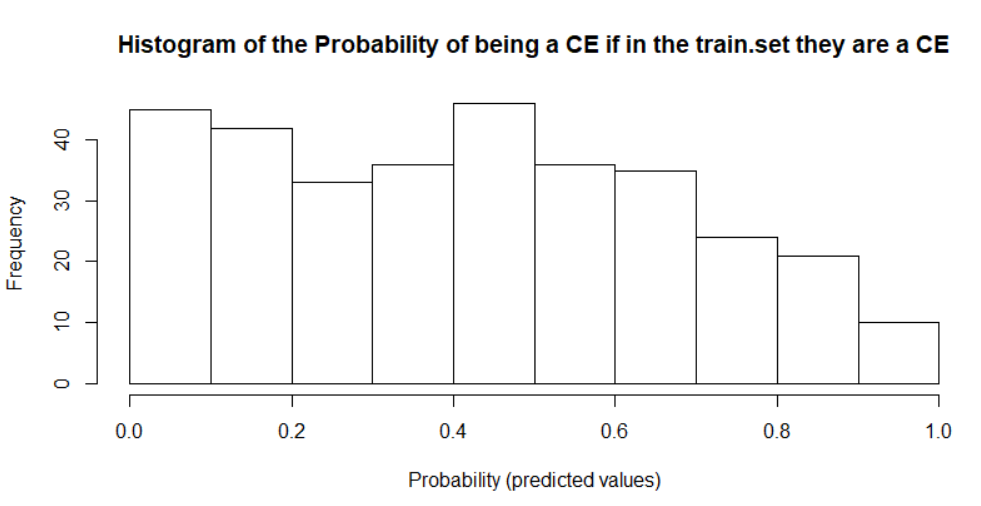 Histogram of the Probability of being a CE if in the train.set they are a CE
Frequency
40
30
20
10
0
0.0 0.2 0.4 0.6 0.8 1.0
Probability (predicted values)